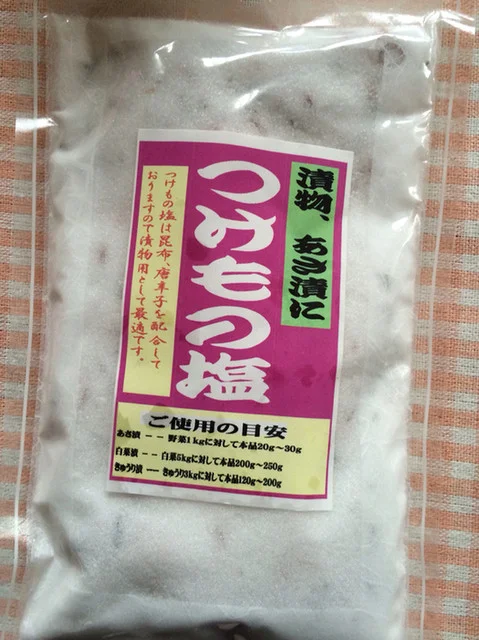 漬物、あさ漬に
つけもの塩
つけもの塩は昆布、唐辛子を配合して
おりますので漬物用として最適です。
ご使用の目安
あさ漬 －－ 野菜1kgに対して本品20g～30g
白菜漬 －－ 白菜5kgに対して本品200g～250g
きゅうり漬 －－ きゅうり3kgに対して本品120g～200g